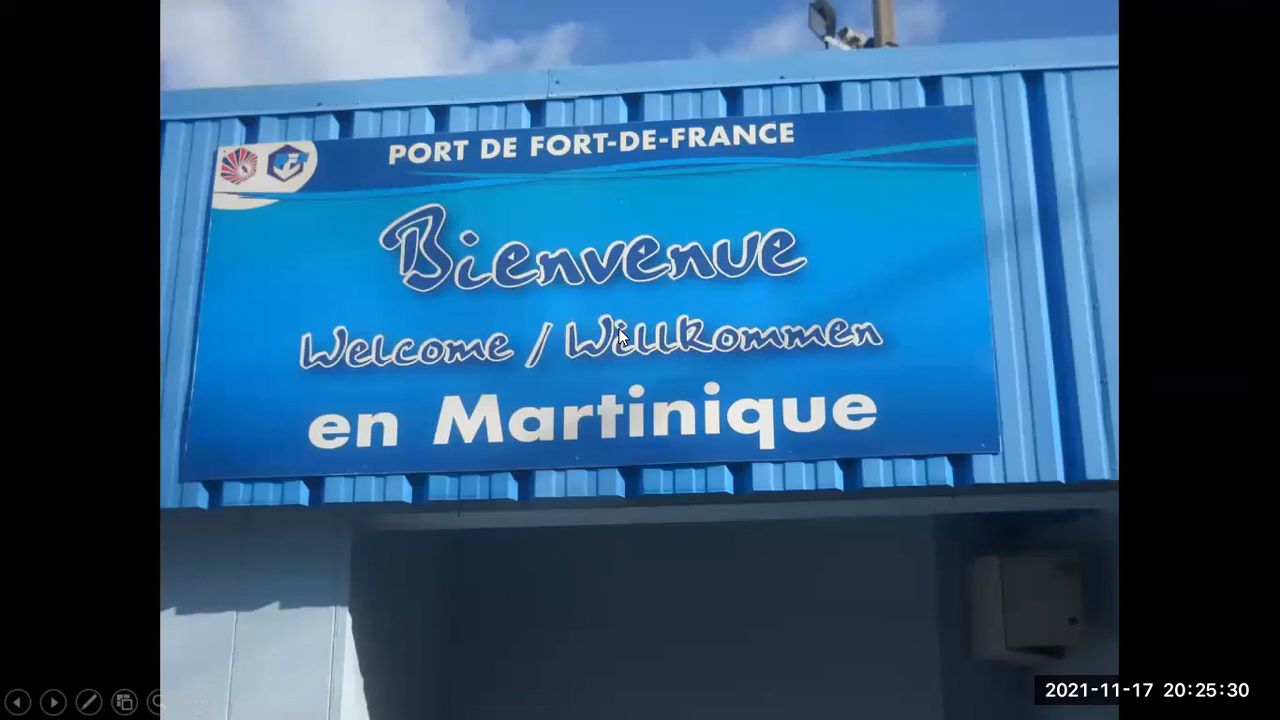 PORT DE FORT-DE-FRANCE
Bienvenue
Welcome / Willkommen
en Martinique
2021-11-17 20:25:30